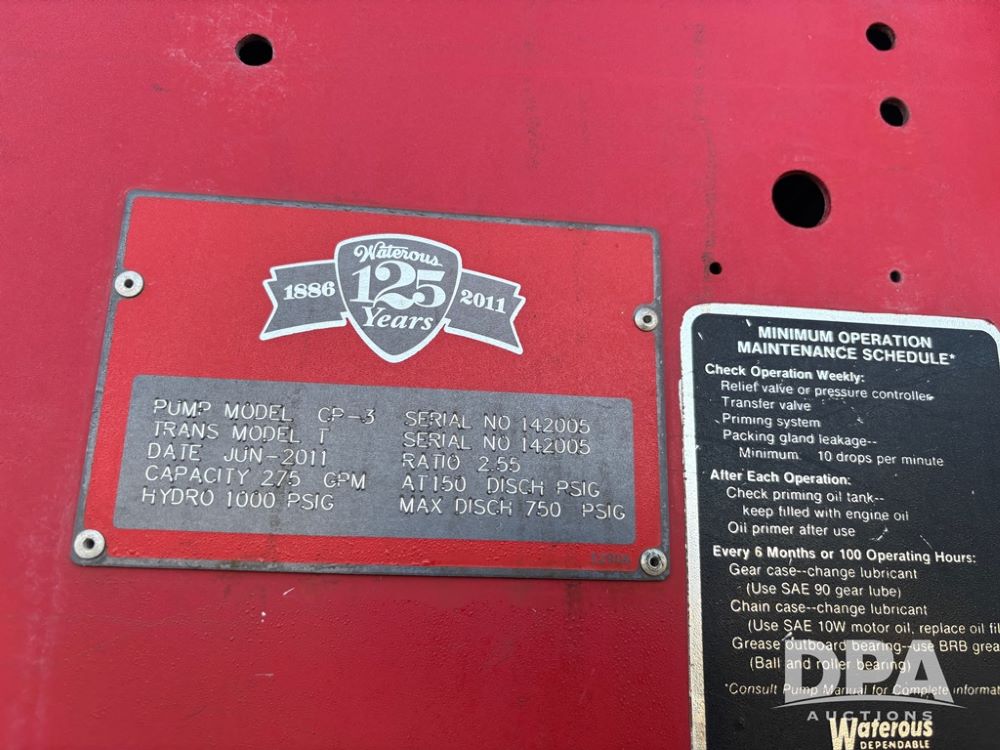 Waterous
1886 125 2011
Years
PUMP MODEL CP-3 SERIAL NO 142005
TRANS MODEL T SERIAL NO 142005
DATE JUN-2011 RATIO 2.55
CAPACITY 275 GPM AT150 DISCH PSIG
HYDRO 1000 PSIG MAX DISCH 750 PSIG
MINIMUM OPERATION
MAINTENANCE SCHEDULE*
Check Operation Weekly:
Relief valve or pressure controller
Transfer valve
Priming system
Packing gland leakage--
Minimum: 10 drops per minute
After Each Operation:
Check priming oil tank--
keep filled with engine oil
Oil primer after use
Every 6 Months or 100 Operating Hours:
Gear case--change lubricant
(Use SAE 90 gear lube)
Chain case--change lubricant
(Use SAE 10W motor oil, replace oil fil
Grease outboard bearing--use BRB grea
(Ball and roller bearing)
*Consult Pump Manual for Complete informat
DPA
AUCTIONS
Waterous
DEPENDABLE